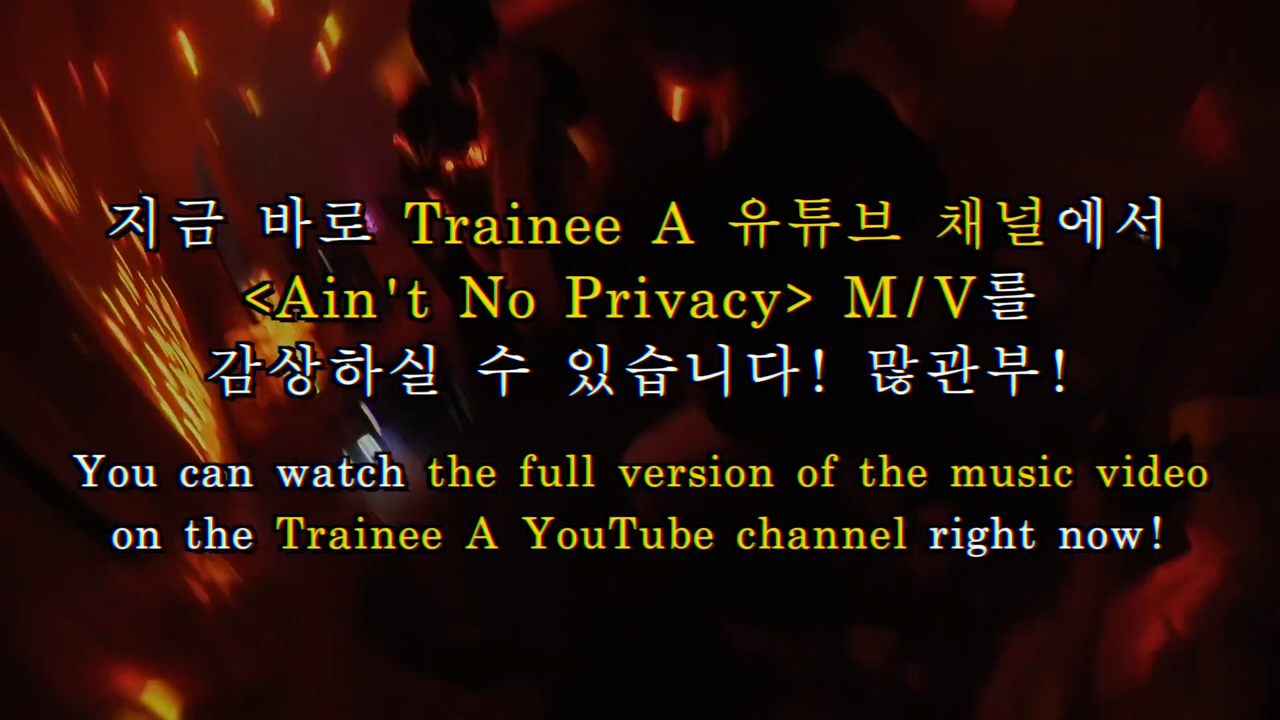 지금 바로 Trainee A 유튜브 채널에서
<Ain't No Privacy> M/V를
감상하실 수 있습니다! 많관부!
You can watch the full version of the music video
on the Trainee A YouTube channel right now!